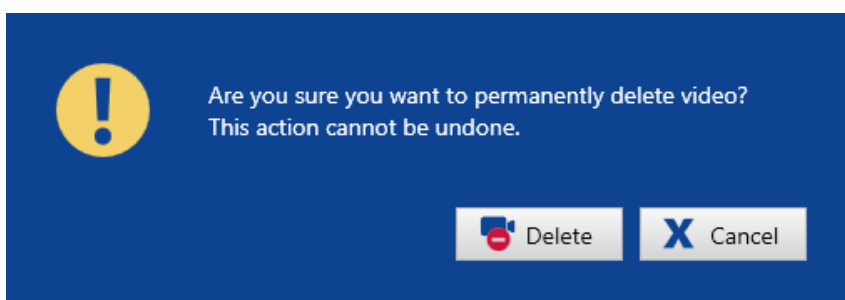 Are you sure you want to permanently delete video?
This action cannot be undone.
Delete
X Cancel